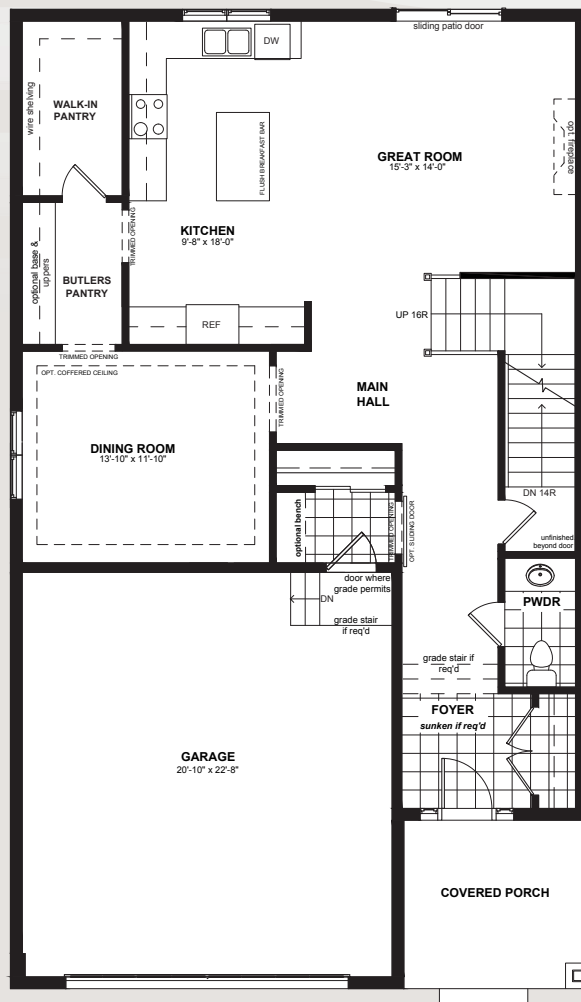 sliding patio door
DW
wire shelving
WALK-IN
PANTRY
FLUSH BREAKFAST BAR
GREAT ROOM
15'-3" x 14'-0"
opt. fireplace
KITCHEN
9'-8" x 18'-0"
TRIMMED OPENING
optional base &
uppers
BUTLERS
PANTRY
REF
UP 16R
TRIMMED OPENING
OPT. COFFERED CEILING
TRIMMED OPENING
MAIN
HALL
DINING ROOM
13'-10" x 11'-10"
DN 14R
optional bench
TRIMMED OPENING
OPT. SLIDING DOOR
unfinished
beyond door
door where
grade permits
DN
grade stair
if req'd
PWDR
grade stair if
req'd
FOYER
sunken if req'd
GARAGE
20'-10" x 22'-8"
COVERED PORCH